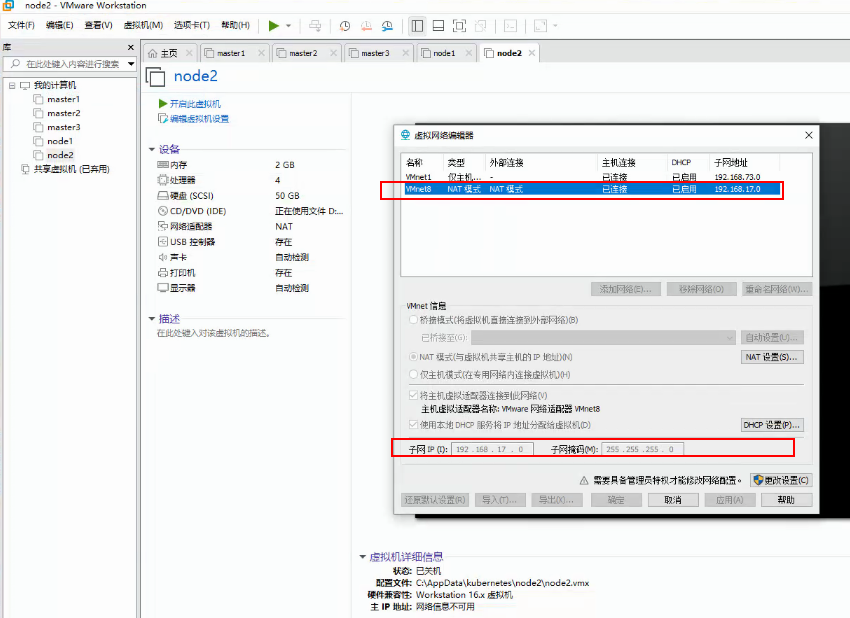 node2 - VMware Workstation
文件(F) 编辑(E) 查看(V) 虚拟机(M) 选项卡(T) 帮助(H)
库
在此处键入内容进行搜索
我的计算机
master1
master2
master3
node1
node2
共享虚拟机 (已弃用)
主页 master1 master2 master3 node1 node2
node2
开启此虚拟机
编辑虚拟机设置
设备
内存 2 GB
处理器 4
硬盘 (SCSI) 50 GB
CD/DVD (IDE) 正在使用文件 D:...
网络适配器 NAT
USB 控制器 存在
声卡 自动检测
打印机 存在
显示器 自动检测
描述
在此处键入对该虚拟机的描述。
虚拟网络编辑器
名称 类型 外部连接 主机连接 DHCP 子网地址
VMnet1 仅主机... - 已连接 已启用 192.168.73.0
VMnet8 NAT 模式 NAT 模式 已连接 已启用 192.168.17.0
添加网络(E)... 移除网络(O) 重命名网络(W)...
VMnet 信息
桥接模式(将虚拟机直接连接到外部网络)(B)
已桥接至(G): 自动设置(U)...
NAT 模式(与虚拟机共享主机的 IP 地址)(N) NAT 设置(S)...
仅主机模式(在专用网络内连接虚拟机)(H)
将主机虚拟适配器连接到此网络(V)
主机虚拟适配器名称: VMware 网络适配器 VMnet8
使用本地 DHCP 服务将 IP 地址分配给虚拟机(D) DHCP 设置(P)...
子网 IP (I): 192 . 168 . 17 . 0 子网掩码(M): 255 . 255 . 255 . 0
需要具备管理员特权才能修改网络配置。 更改设置(C)
还原默认设置(R) 导入(T)... 导出(X)... 确定 取消 应用(A) 帮助
虚拟机详细信息
状态: 已关机
配置文件: C:\AppData\kubernetes\node2\node2.vmx
硬件兼容性: Workstation 16.x 虚拟机
主 IP 地址: 网络信息不可用